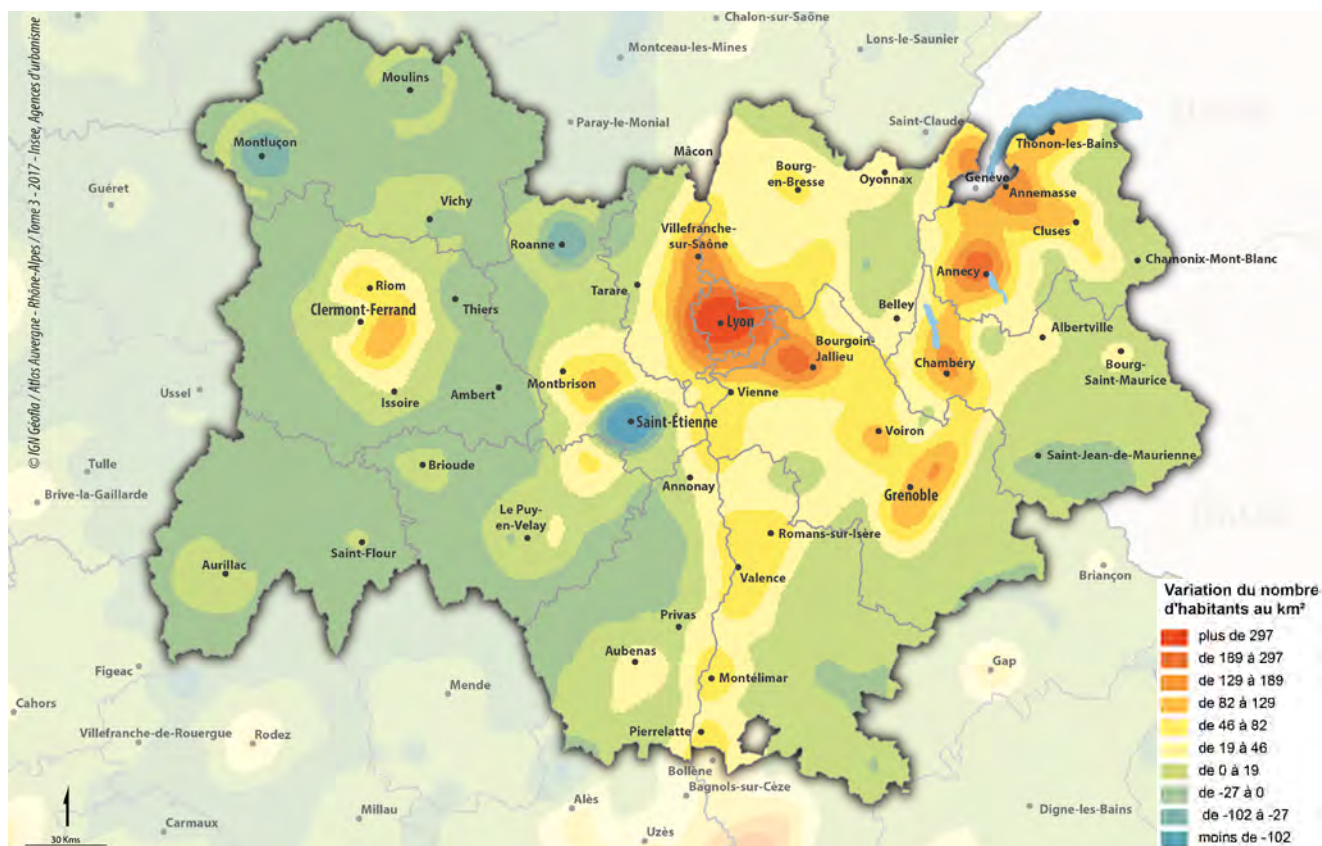 © IGN Géofla / Atlas Auvergne - Rhône-Alpes / Tome 3 - 2017 - Insee, Agences d'urbanisme
Chalon-sur-Saône
Montceau-les-Mines
Lons-le-Saunier
Moulins
Paray-le-Monial
Saint-Claude
Thonon-les-Bains
Montluçon
Mâcon
Bourg-
en-Bresse
Oyonnax
Genève
Annemasse
Guéret
Vichy
Roanne
Villefranche-
sur-Saône
Cluses
Chamonix-Mont-Blanc
Annecy
Riom
Clermont-Ferrand
Thiers
Tarare
Lyon
Belley
Albertville
Bourgoin-
Jallieu
Chambéry
Bourg-
Saint-Maurice
Ussel
Issoire
Ambert
Montbrison
Vienne
Saint-Étienne
Voiron
Tulle
Brioude
Saint-Jean-de-Maurienne
Brive-la-Gaillarde
Annonay
Grenoble
Le Puy-
en-Velay
Saint-Flour
Romans-sur-Isère
Aurillac
Valence
Briançon
Privas
Aubenas
Figeac
Mende
Montélimar
Gap
Cahors
Villefranche-de-Rouergue
Rodez
Pierrelatte
Bollène
Bagnols-sur-Cèze
Millau
Alès
Digne-les-Bains
Carmaux
Uzès
30 Kms
Variation du nombre
d'habitants au km²
plus de 297
de 189 à 297
de 129 à 189
de 82 à 129
de 46 à 82
de 19 à 46
de 0 à 19
de -27 à 0
de -102 à -27
moins de -102